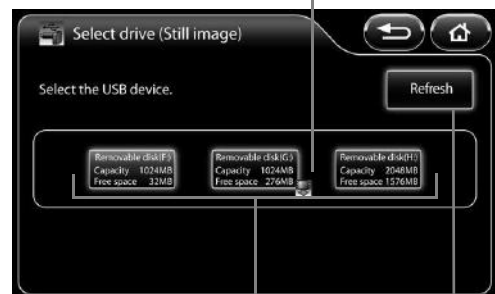 Select drive (Still image)
Select the USB device.
Refresh
Removable disk(F:)
Capacity 1024MB
Free space 32MB
Removable disk(G:)
Capacity 1024MB
Free space 276MB
Removable disk(H:)
Capacity 2048MB
Free space 1576MB